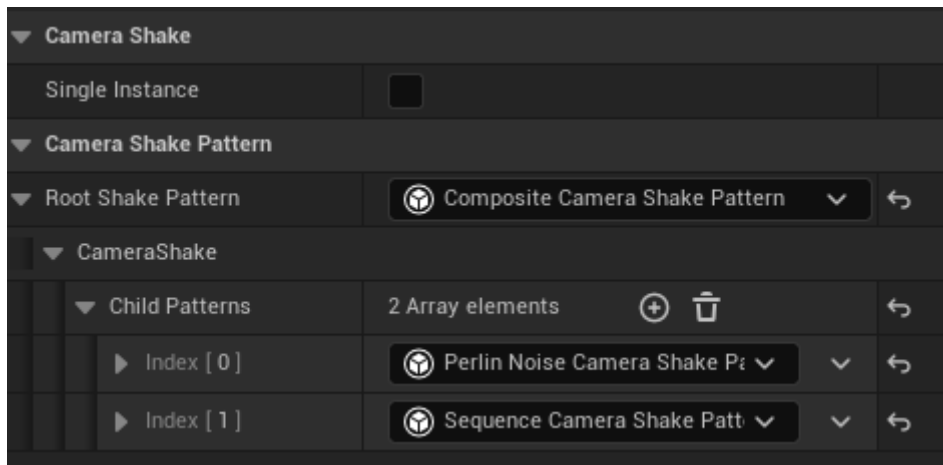 Camera Shake
Single Instance
Camera Shake Pattern
Root Shake Pattern Composite Camera Shake Pattern
CameraShake
Child Patterns 2 Array elements
Index [ 0 ] Perlin Noise Camera Shake Pa
Index [ 1 ] Sequence Camera Shake Patt